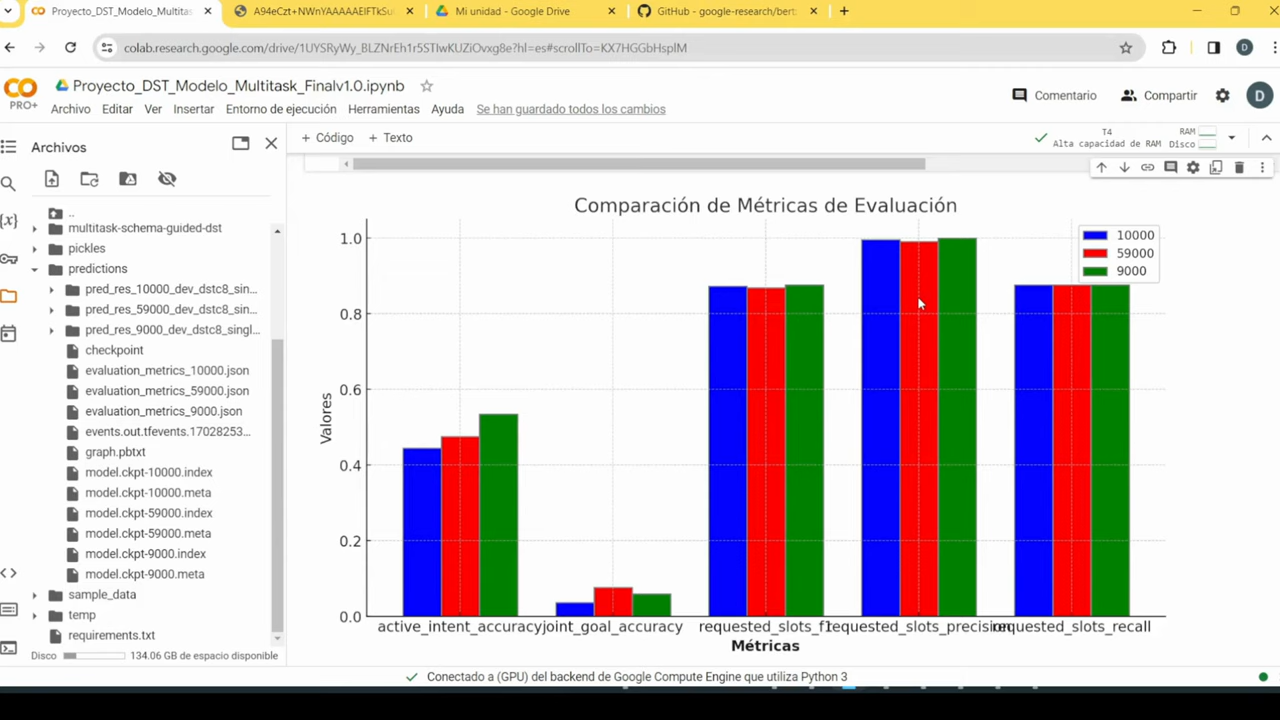 Proyecto_DST_Modelo_Multitas
A94eCzt+NWnYAAAAAElFTkSu
Mi unidad - Google Drive
GitHub - google-research/bert:
colab.research.google.com/drive/1UYSRyWy_BLZNrEh1r5STIwKUZiOvxg8e?hl=es#scrollTo=KX7HGGbHsplM
D
PRO+
Proyecto_DST_Modelo_Multitask_Finalv1.0.ipynb
Archivo Editar Ver Insertar Entorno de ejecución Herramientas Ayuda Se han guardado todos los cambios
Comentario Compartir D
+ Código + Texto
T4 RAM
Alta capacidad de RAM Disco
Archivos
..
multitask-schema-guided-dst
pickles
predictions
pred_res_10000_dev_dstc8_sin...
pred_res_59000_dev_dstc8_sin...
pred_res_9000_dev_dstc8_singl...
checkpoint
evaluation_metrics_10000.json
evaluation_metrics_59000.json
evaluation_metrics_9000.json
events.out.tfevents.17028253...
graph.pbtxt
model.ckpt-10000.index
model.ckpt-10000.meta
model.ckpt-59000.index
model.ckpt-59000.meta
model.ckpt-9000.index
model.ckpt-9000.meta
sample_data
temp
requirements.txt
Disco 134.06 GB de espacio disponible
Comparación de Métricas de Evaluación
10000
59000
9000
1.0
0.8
0.6
0.4
0.2
0.0
Valores
active_intent_accuracy joint_goal_accuracy requested_slots_f1 requested_slots_precision requested_slots_recall
Métricas
Conectado a (GPU) del backend de Google Compute Engine que utiliza Python 3